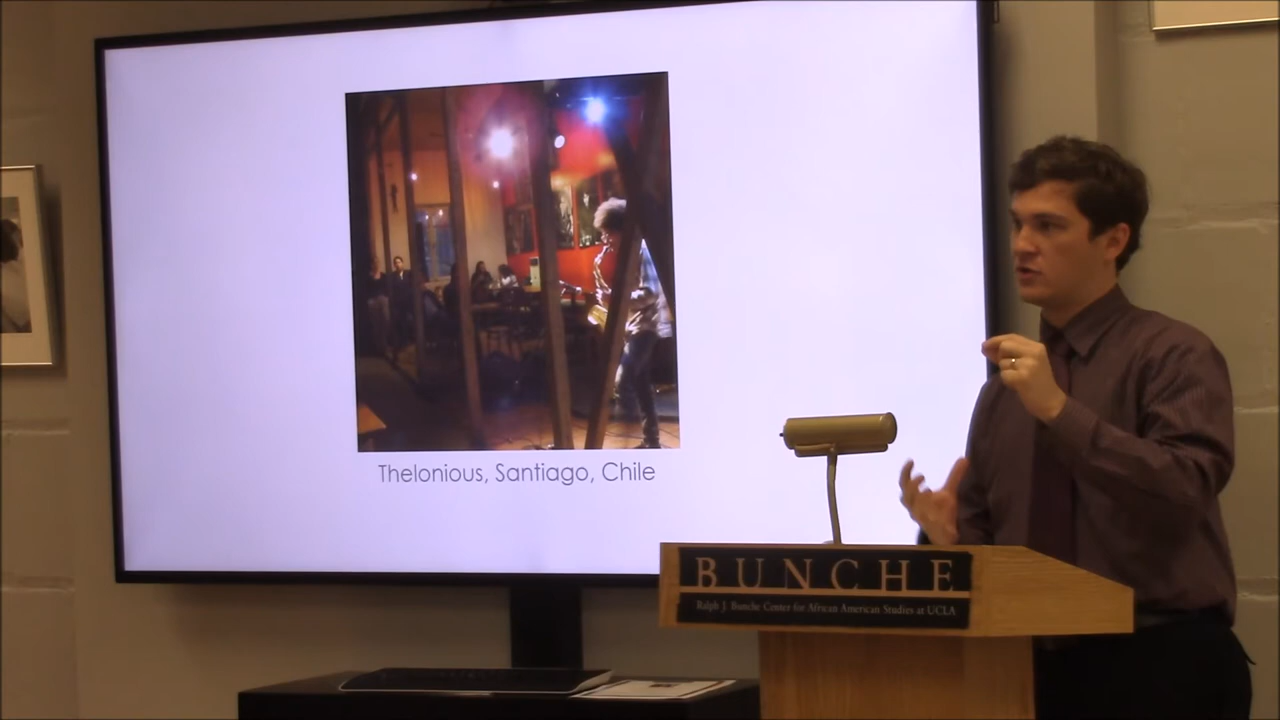 Thelonious, Santiago, Chile
BUNCHE
Ralph J. Bunche Center for African American Studies at UCLA